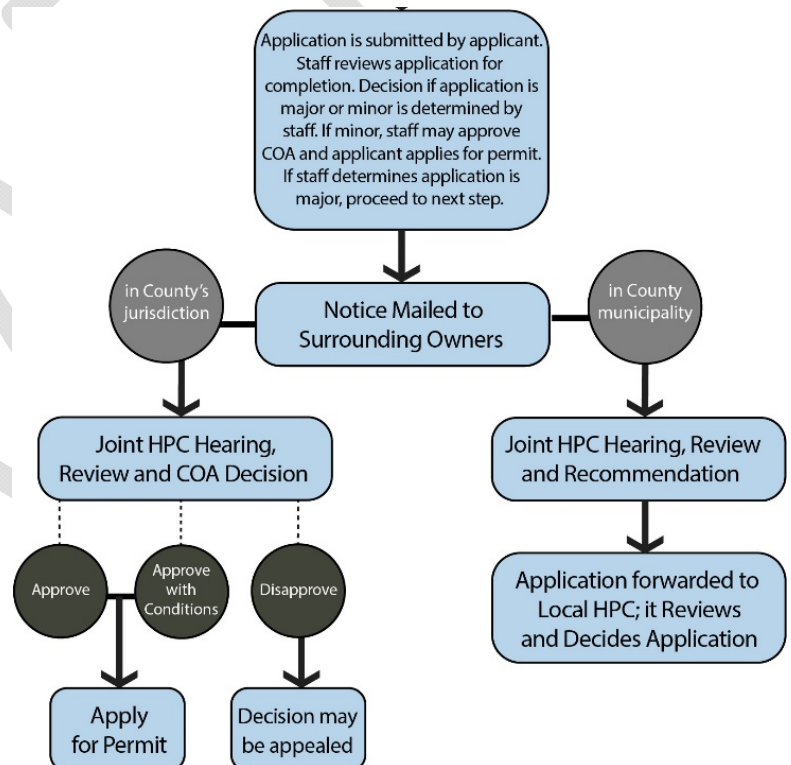 Application is submitted by applicant.
Staff reviews application for
completion. Decision if application is
major or minor is determined by
staff. If minor, staff may approve
COA and applicant applies for permit.
If staff determines application is
major, proceed to next step.
in County’s
jurisdiction
Notice Mailed to
Surrounding Owners
in County
municipality
Joint HPC Hearing,
Review and COA Decision
Joint HPC Hearing, Review
and Recommendation
Approve
Approve
with
Conditions
Disapprove
Application forwarded to
Local HPC; it Reviews
and Decides Application
Apply
for Permit
Decision may
be appealed